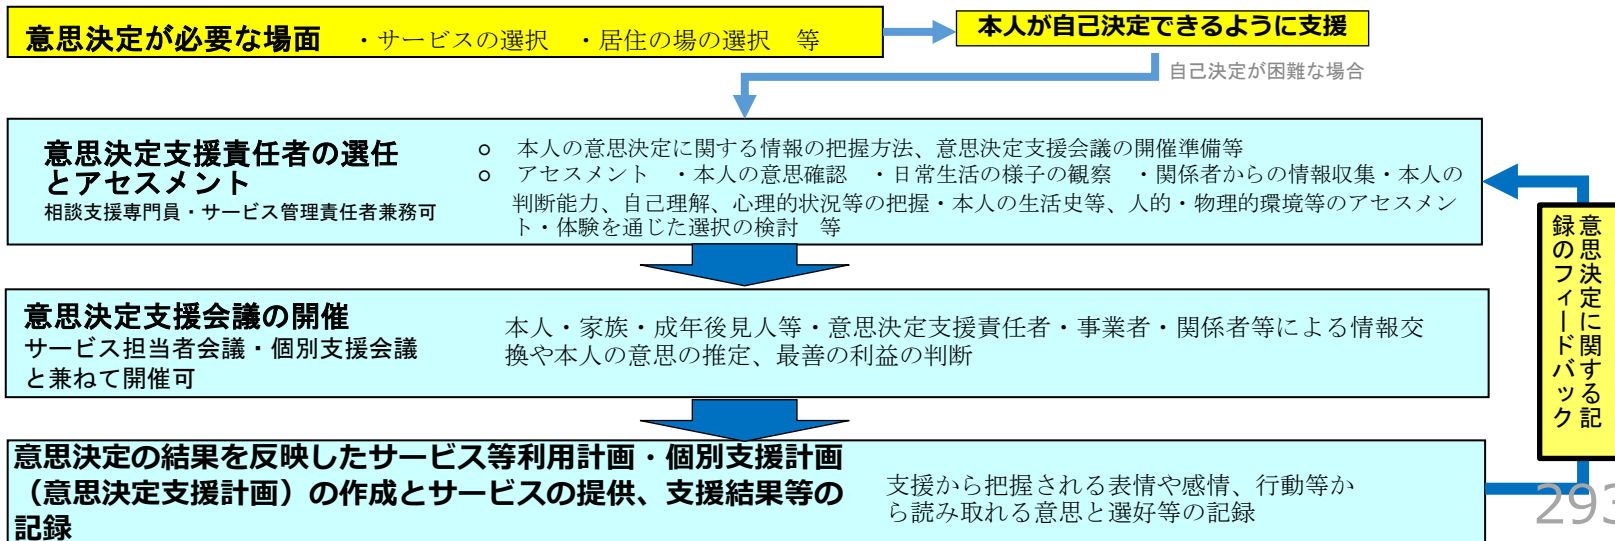 意思決定が必要な場面　・サービスの選択　・居住の場の選択　等
本人が自己決定できるように支援
自己決定が困難な場合
意思決定支援責任者の選任
とアセスメント
相談支援専門員・サービス管理責任者兼務可
○　本人の意思決定に関する情報の把握方法、意思決定支援会議の開催準備等
○　アセスメント　・本人の意思確認　・日常生活の様子の観察　・関係者からの情報収集・本人の
判断能力、自己理解、心理的状況等の把握・本人の生活史等、人的・物理的環境等のアセスメン
ト・体験を通じた選択の検討　等
意思決定支援会議の開催
サービス担当者会議・個別支援会議
と兼ねて開催可
本人・家族・成年後見人等・意思決定支援責任者・事業者・関係者等による情報交
換や本人の意思の推定、最善の利益の判断
意思決定の結果を反映したサービス等利用計画・個別支援計画
（意思決定支援計画）の作成とサービスの提供、支援結果等の
記録
支援から把握される表情や感情、行動等か
ら読み取れる意思と選好等の記録
意思決定に関する記
録のフィードバック
293